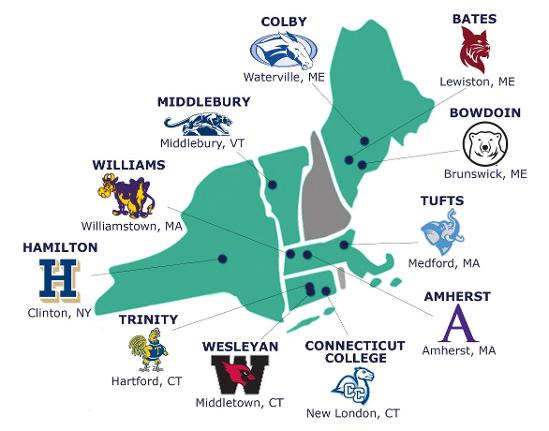 COLBY
Waterville, ME
BATES
Lewiston, ME
MIDDLEBURY
Middlebury, VT
BOWDOIN
Brunswick, ME
WILLIAMS
Williamstown, MA
TUFTS
Medford, MA
HAMILTON
H
Clinton, NY
AMHERST
A
Amherst, MA
TRINITY
T
Hartford, CT
WESLEYAN
W
Middletown, CT
CONNECTICUT
COLLEGE
CC
New London, CT